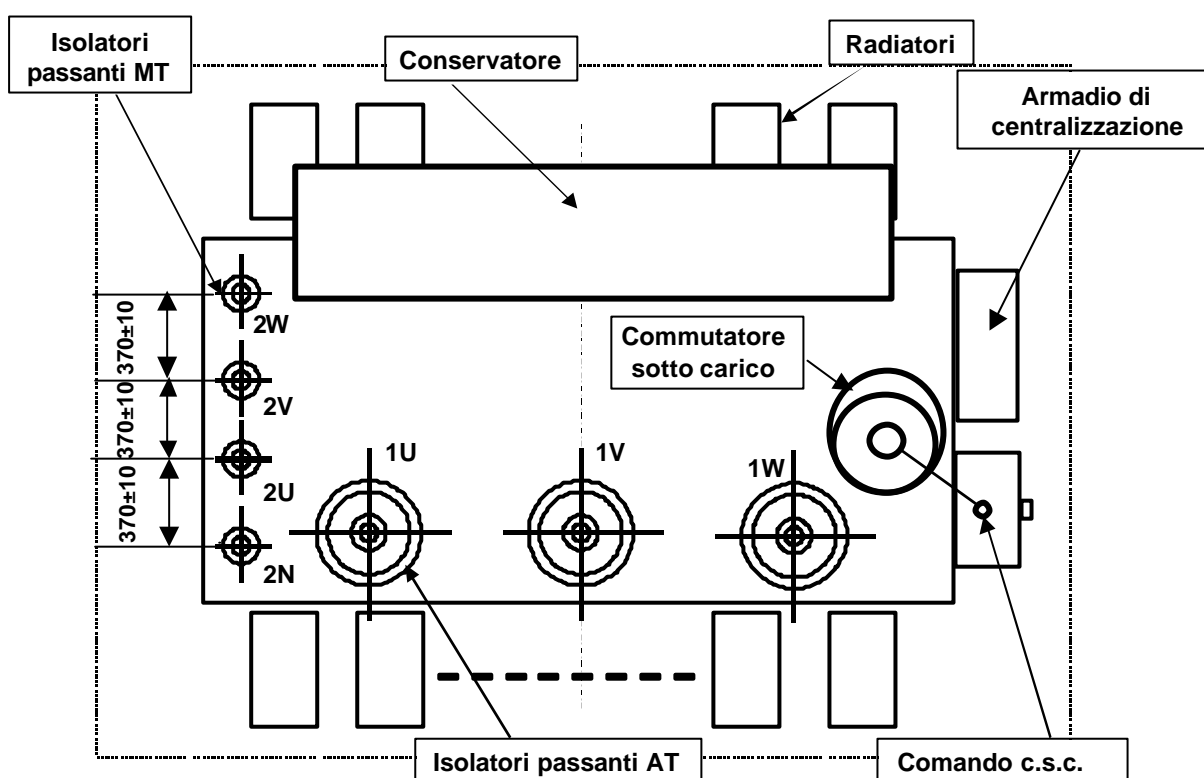 Isolatori
passanti MT
Conservatore
Radiatori
Armadio di
centralizzazione
2W
370±10
Commutatore
sotto carico
2V
370±10
1U
1V
1W
2U
370±10
2N
Isolatori passanti AT
Comando c.s.c.